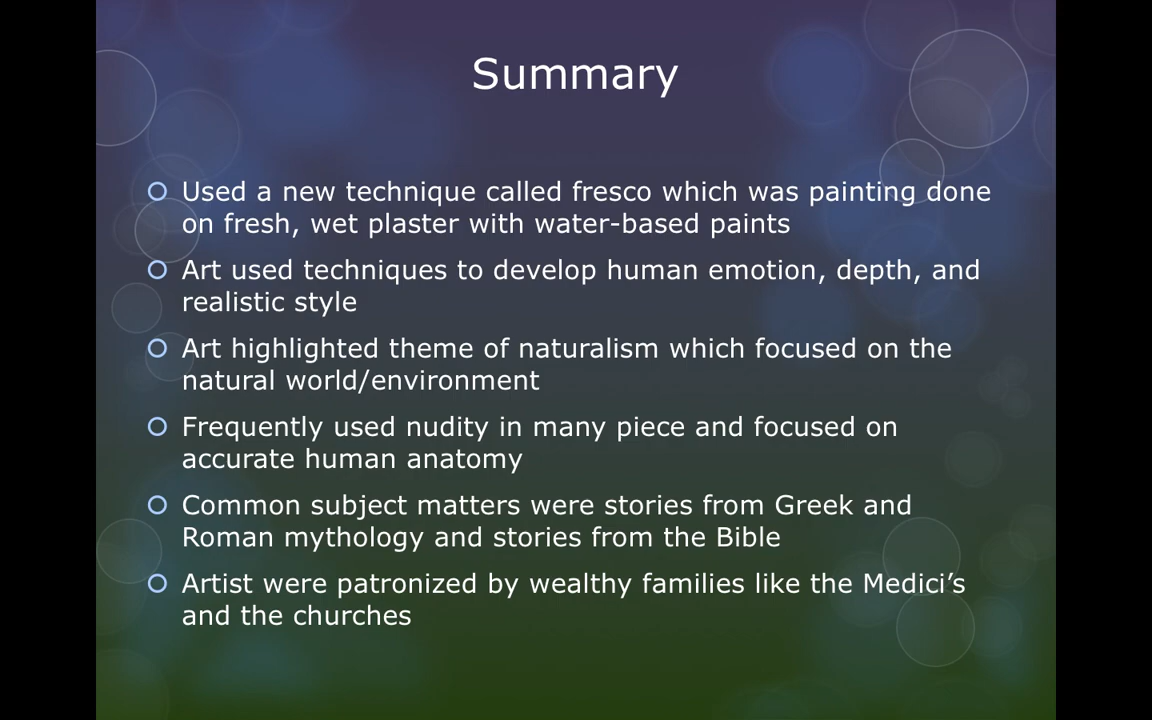 Summary
Used a new technique called fresco which was painting done
on fresh, wet plaster with water-based paints
Art used techniques to develop human emotion, depth, and
realistic style
Art highlighted theme of naturalism which focused on the
natural world/environment
Frequently used nudity in many piece and focused on
accurate human anatomy
Common subject matters were stories from Greek and
Roman mythology and stories from the Bible
Artist were patronized by wealthy families like the Medici’s
and the churches